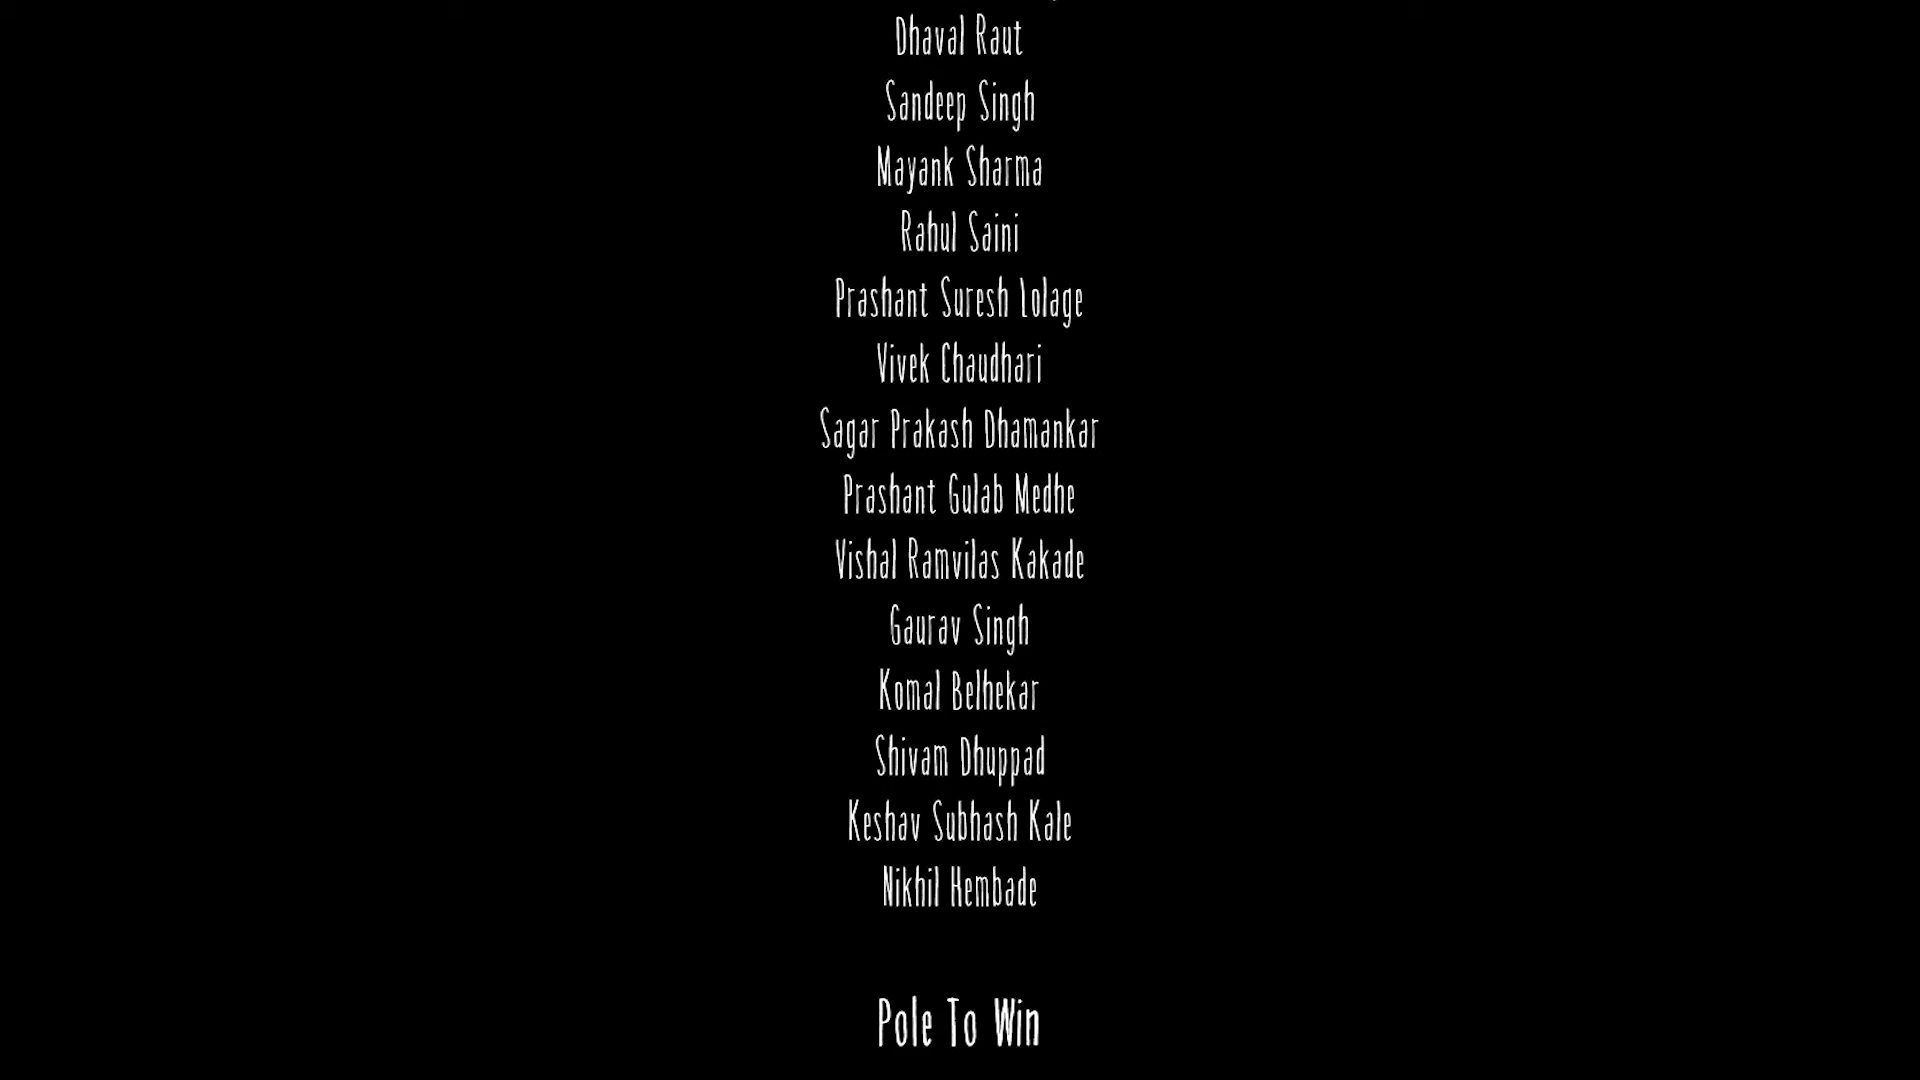 Dhaval Raut
Sandeep Singh
Mayank Sharma
Rahul Saini
Prashant Suresh Lolage
Vivek Chaudhari
Sagar Prakash Dhamankar
Prashant Gulab Medhe
Vishal Ramvilas Kakade
Gaurav Singh
Komal Belhekar
Shivam Dhuppad
Keshav Subhash Kale
Nikhil Hembade
Pole To Win